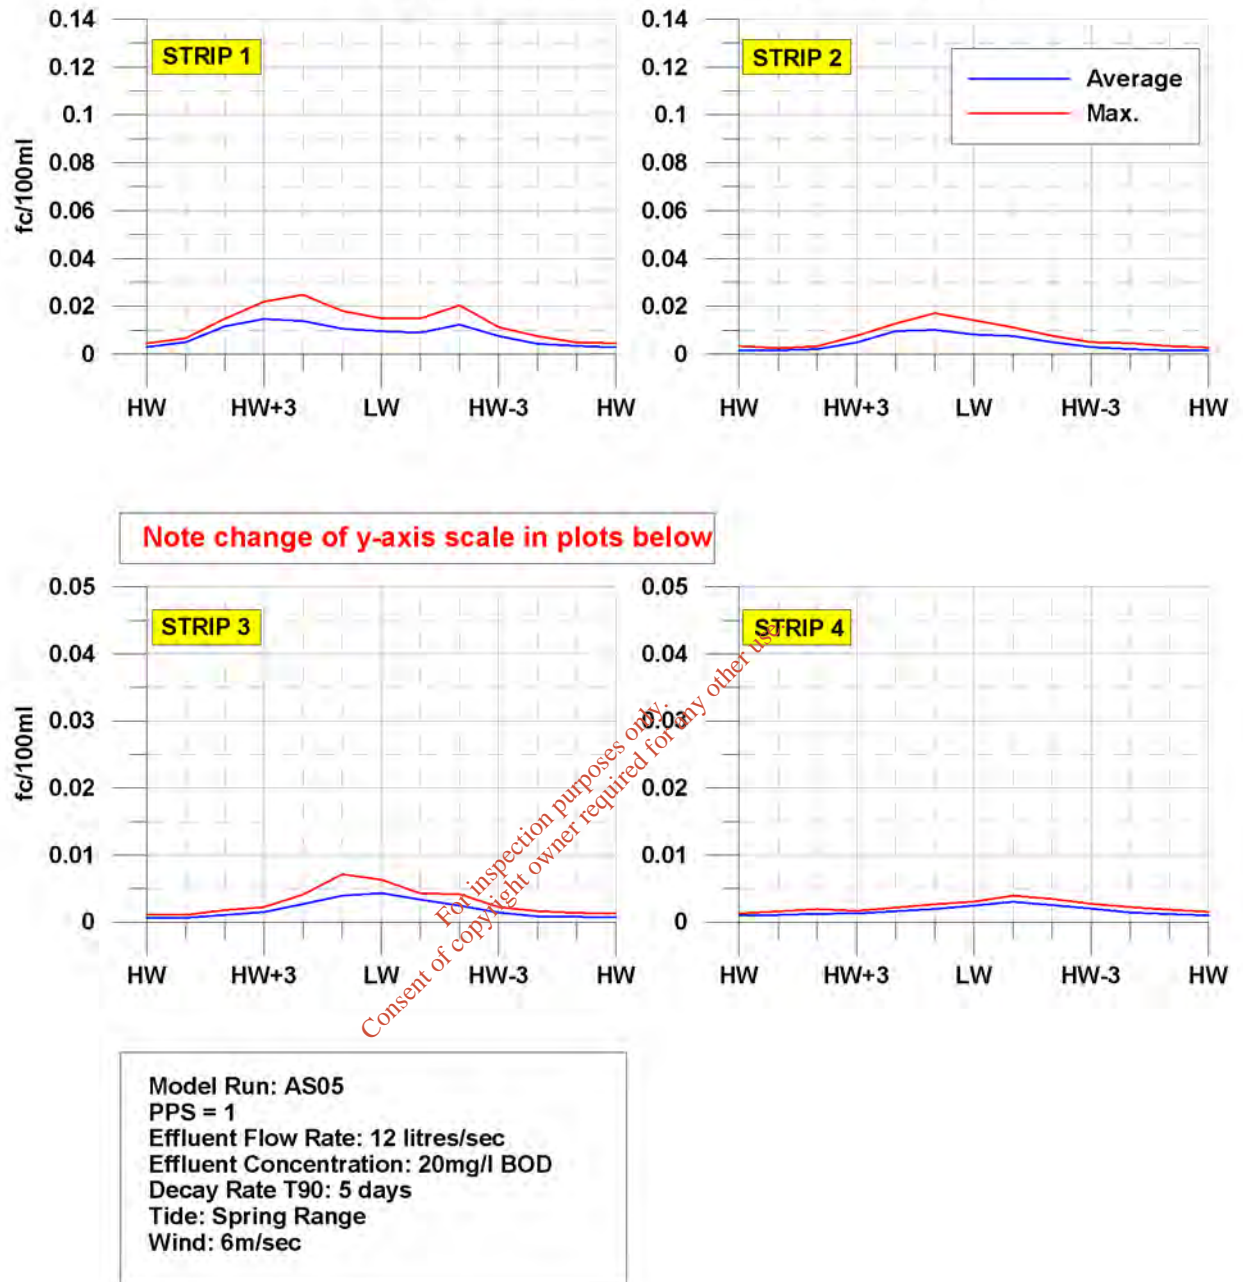 0.14
0.12
0.1
0.08
0.06
0.04
0.02
0
fc/100ml
STRIP 1
HW HW+3 LW HW-3 HW
0.14
0.12
0.1
0.08
0.06
0.04
0.02
0
STRIP 2
Average
Max.
HW HW+3 LW HW-3 HW
Note change of y-axis scale in plots below
0.05
0.04
0.03
0.02
0.01
0
fc/100ml
STRIP 3
HW HW+3 LW HW-3 HW
0.05
0.04
0.03
0.02
0.01
0
STRIP 4
HW HW+3 LW HW-3 HW
For inspection purposes only.
Consent of copyright owner required for any other use.
Model Run: AS05
PPS = 1
Effluent Flow Rate: 12 litres/sec
Effluent Concentration: 20mg/l BOD
Decay Rate T90: 5 days
Tide: Spring Range
Wind: 6m/sec